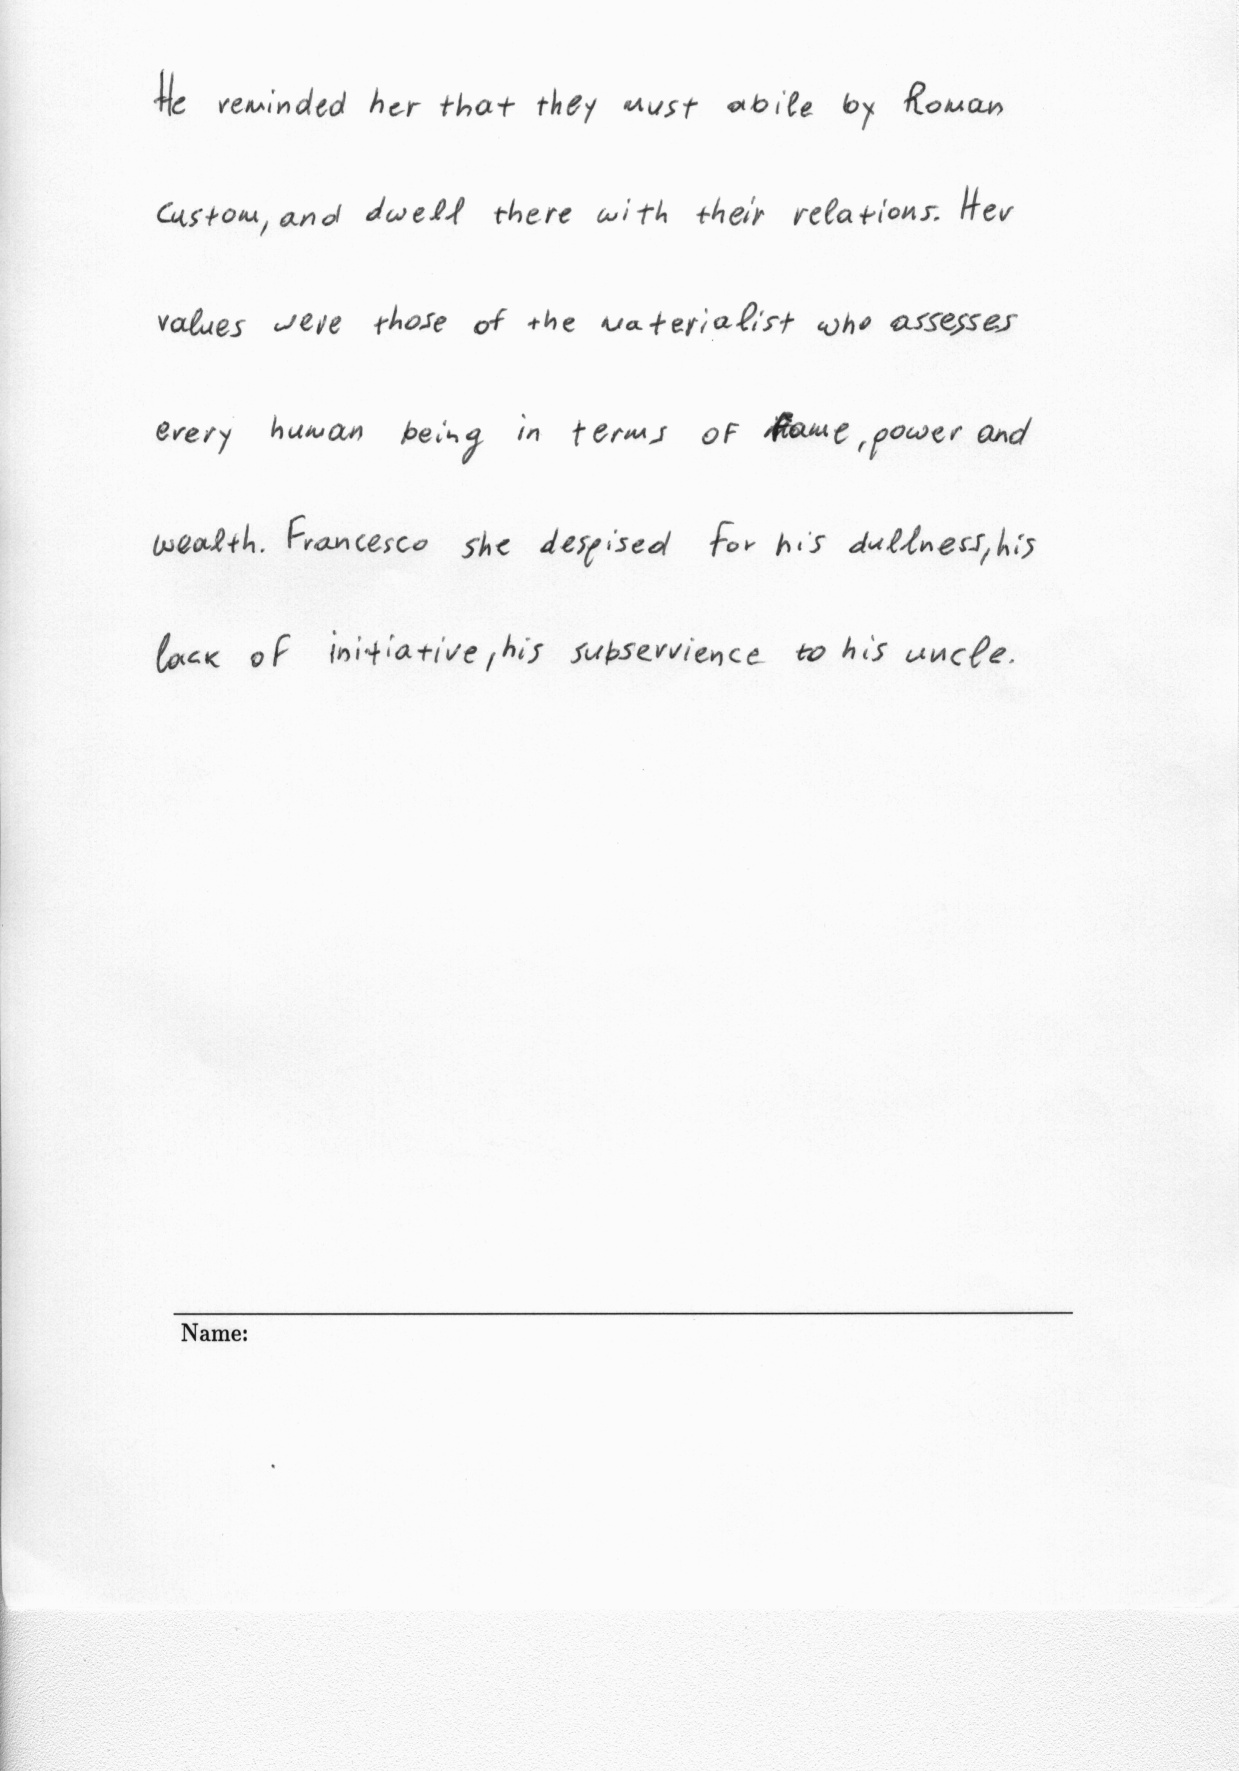 He reminded her that they must abile by Roman
custom, and dwell there with their relations. Her
values were those of the materialist who assesses
every human being in terms of fame, power and
wealth. Francesco she despised for his dullness, his
lack of initiative, his subservience to his uncle.
Name: